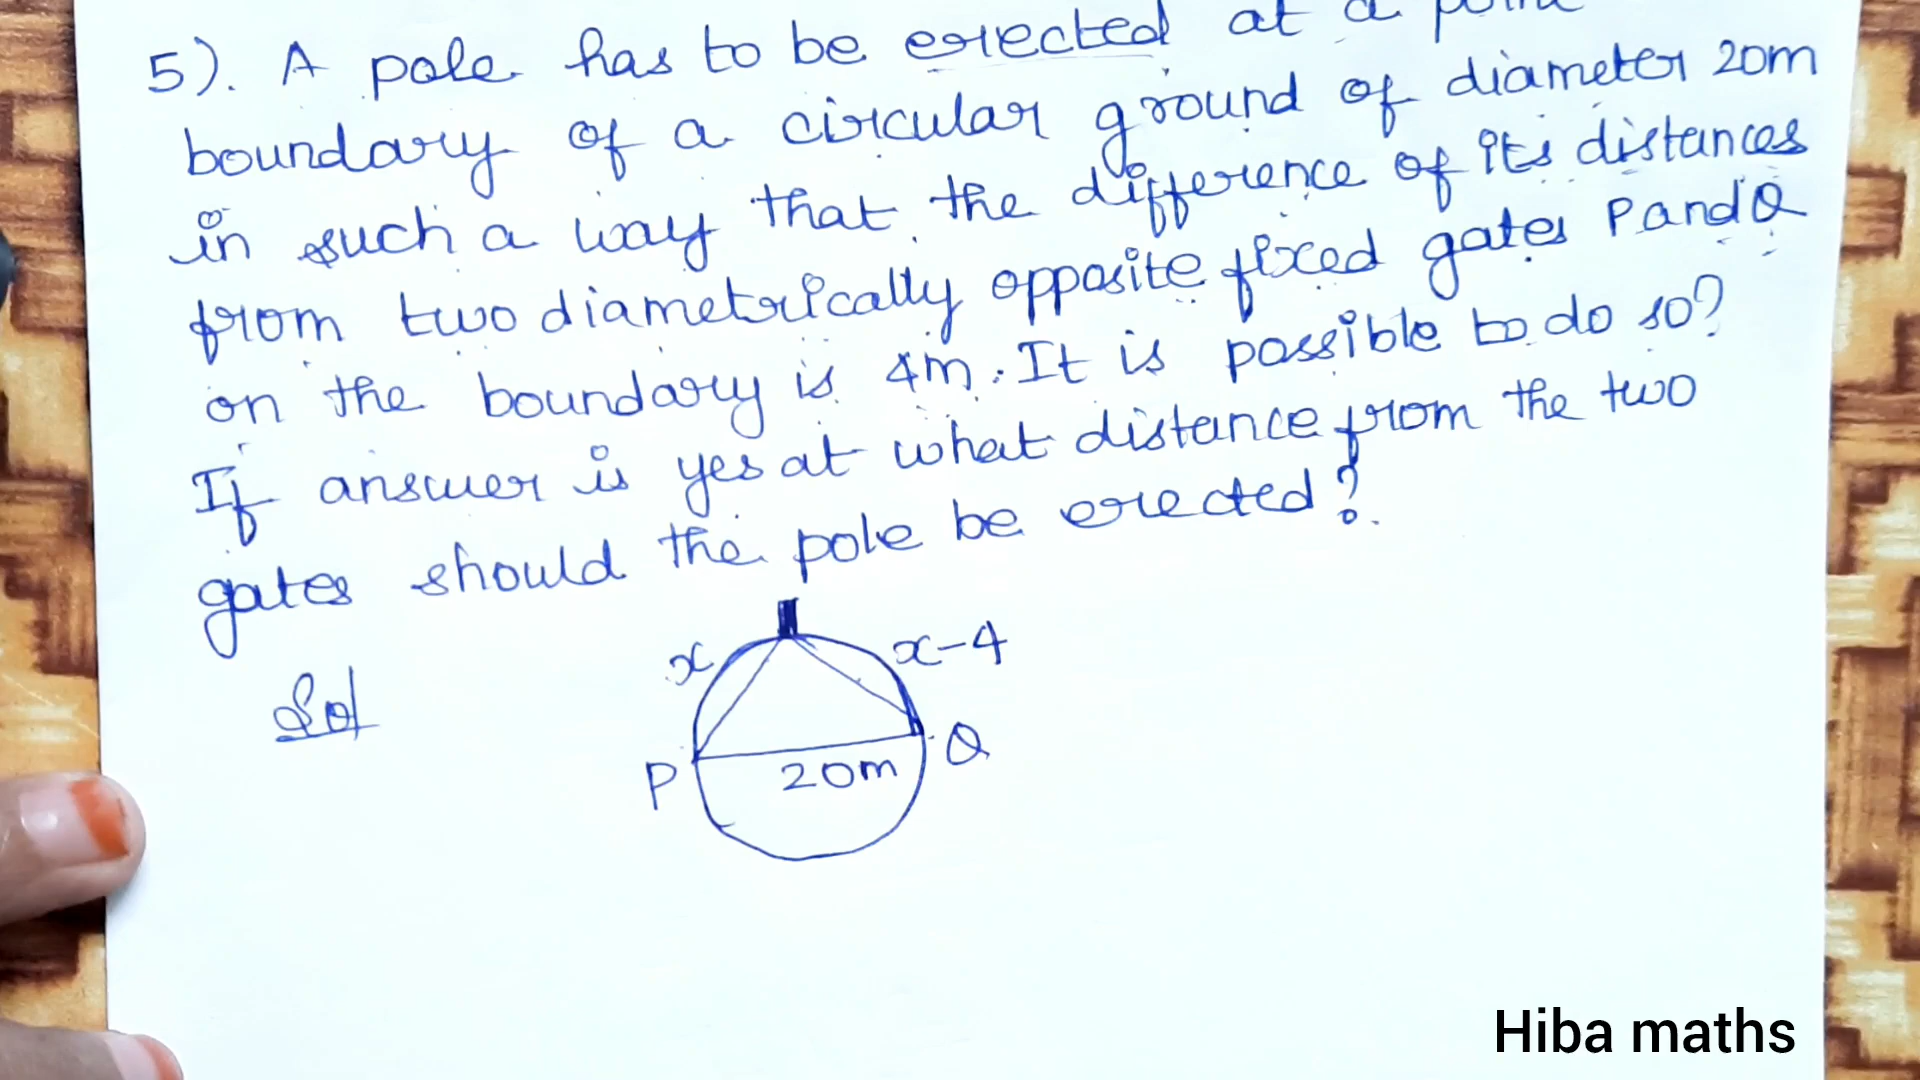 5). A pole has to be erected at a point
boundary of a circular ground of diameter 20m
in such a way that the difference of its distances
from two diametrically opposite fixed gates P and Q
on the boundary is 4m. It is possible to do so?
If answer is yes at what distance from the two
gates should the pole be erected?
Sol
x
x-4
P
20m
Q
Hiba maths